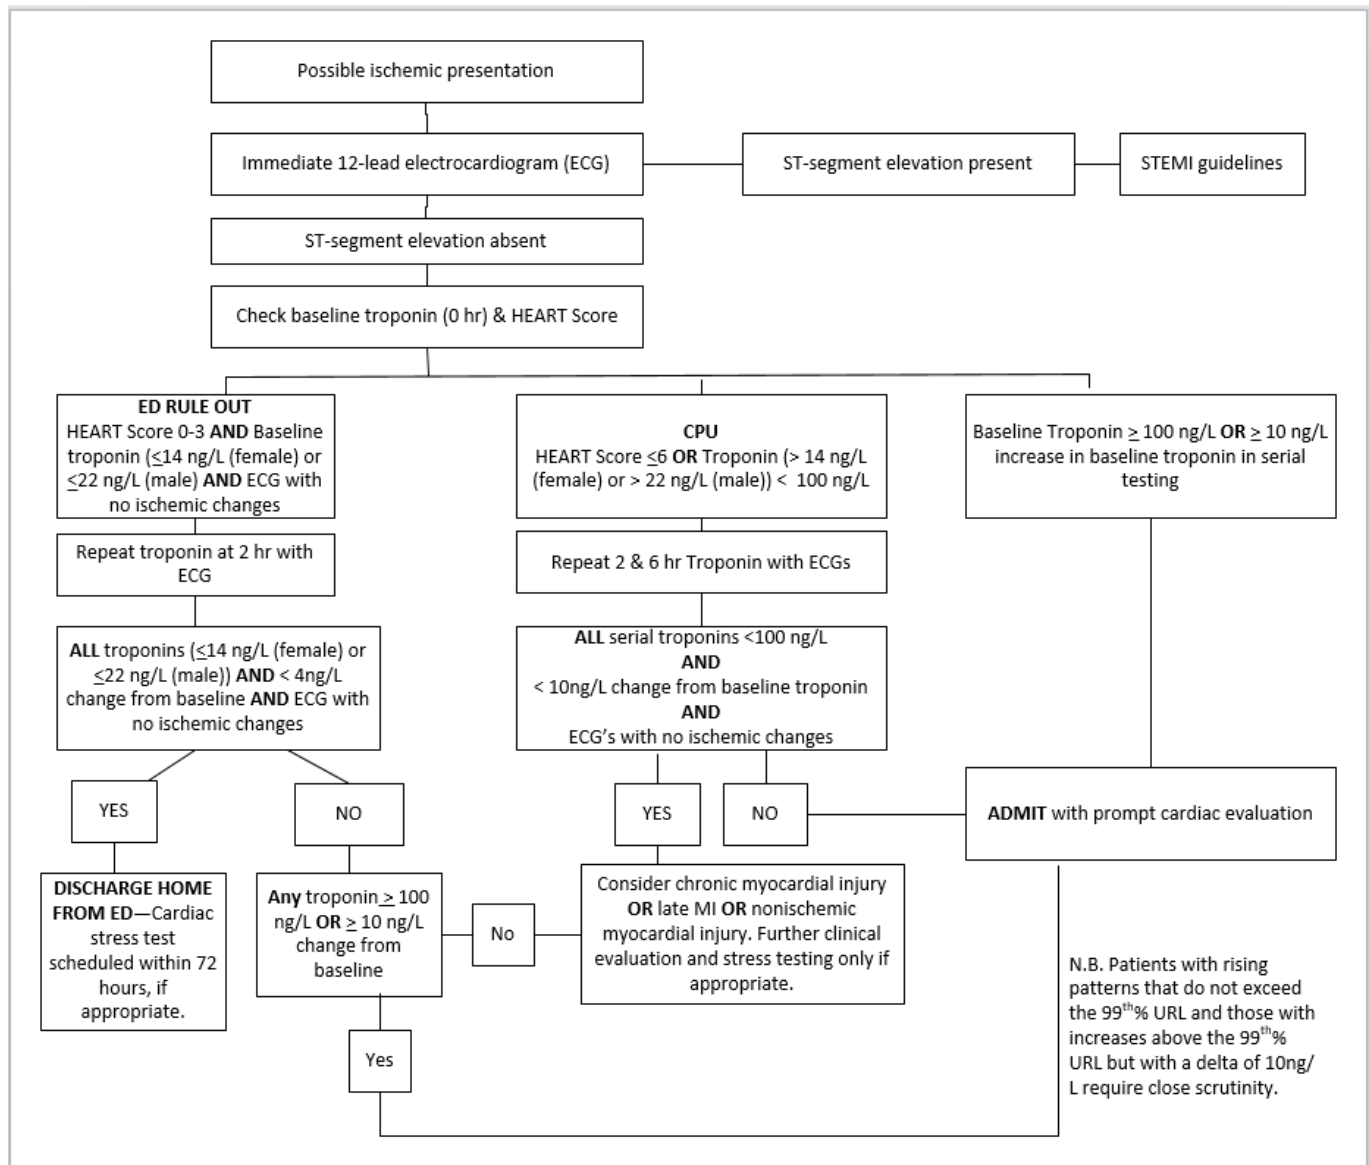 Possible ischemic presentation
Immediate 12-lead electrocardiogram (ECG)
ST-segment elevation present
STEMI guidelines
ST-segment elevation absent
Check baseline troponin (0 hr) & HEART Score
ED RULE OUT
HEART Score 0-3 AND Baseline
troponin (≤14 ng/L (female) or
≤22 ng/L (male) AND ECG with
no ischemic changes
CPU
HEART Score ≤6 OR Troponin (> 14 ng/L
(female) or > 22 ng/L (male)) < 100 ng/L
Baseline Troponin ≥ 100 ng/L OR ≥ 10 ng/L
increase in baseline troponin in serial
testing
Repeat troponin at 2 hr with
ECG
Repeat 2 & 6 hr Troponin with ECGs
ALL troponins (≤14 ng/L (female) or
≤22 ng/L (male)) AND < 4ng/L
change from baseline AND ECG with
no ischemic changes
ALL serial troponins <100 ng/L
AND
< 10ng/L change from baseline troponin
AND
ECG's with no ischemic changes
YES
NO
YES
NO
ADMIT with prompt cardiac evaluation
DISCHARGE HOME
FROM ED—Cardiac
stress test
scheduled within 72
hours, if
appropriate.
Any troponin ≥ 100
ng/L OR ≥ 10 ng/L
change from
baseline
No
Consider chronic myocardial injury
OR late MI OR nonischemic
myocardial injury. Further clinical
evaluation and stress testing only if
appropriate.
Yes
N.B. Patients with rising
patterns that do not exceed
the 99th% URL and those with
increases above the 99th%
URL but with a delta of 10ng/
L require close scrutinity.